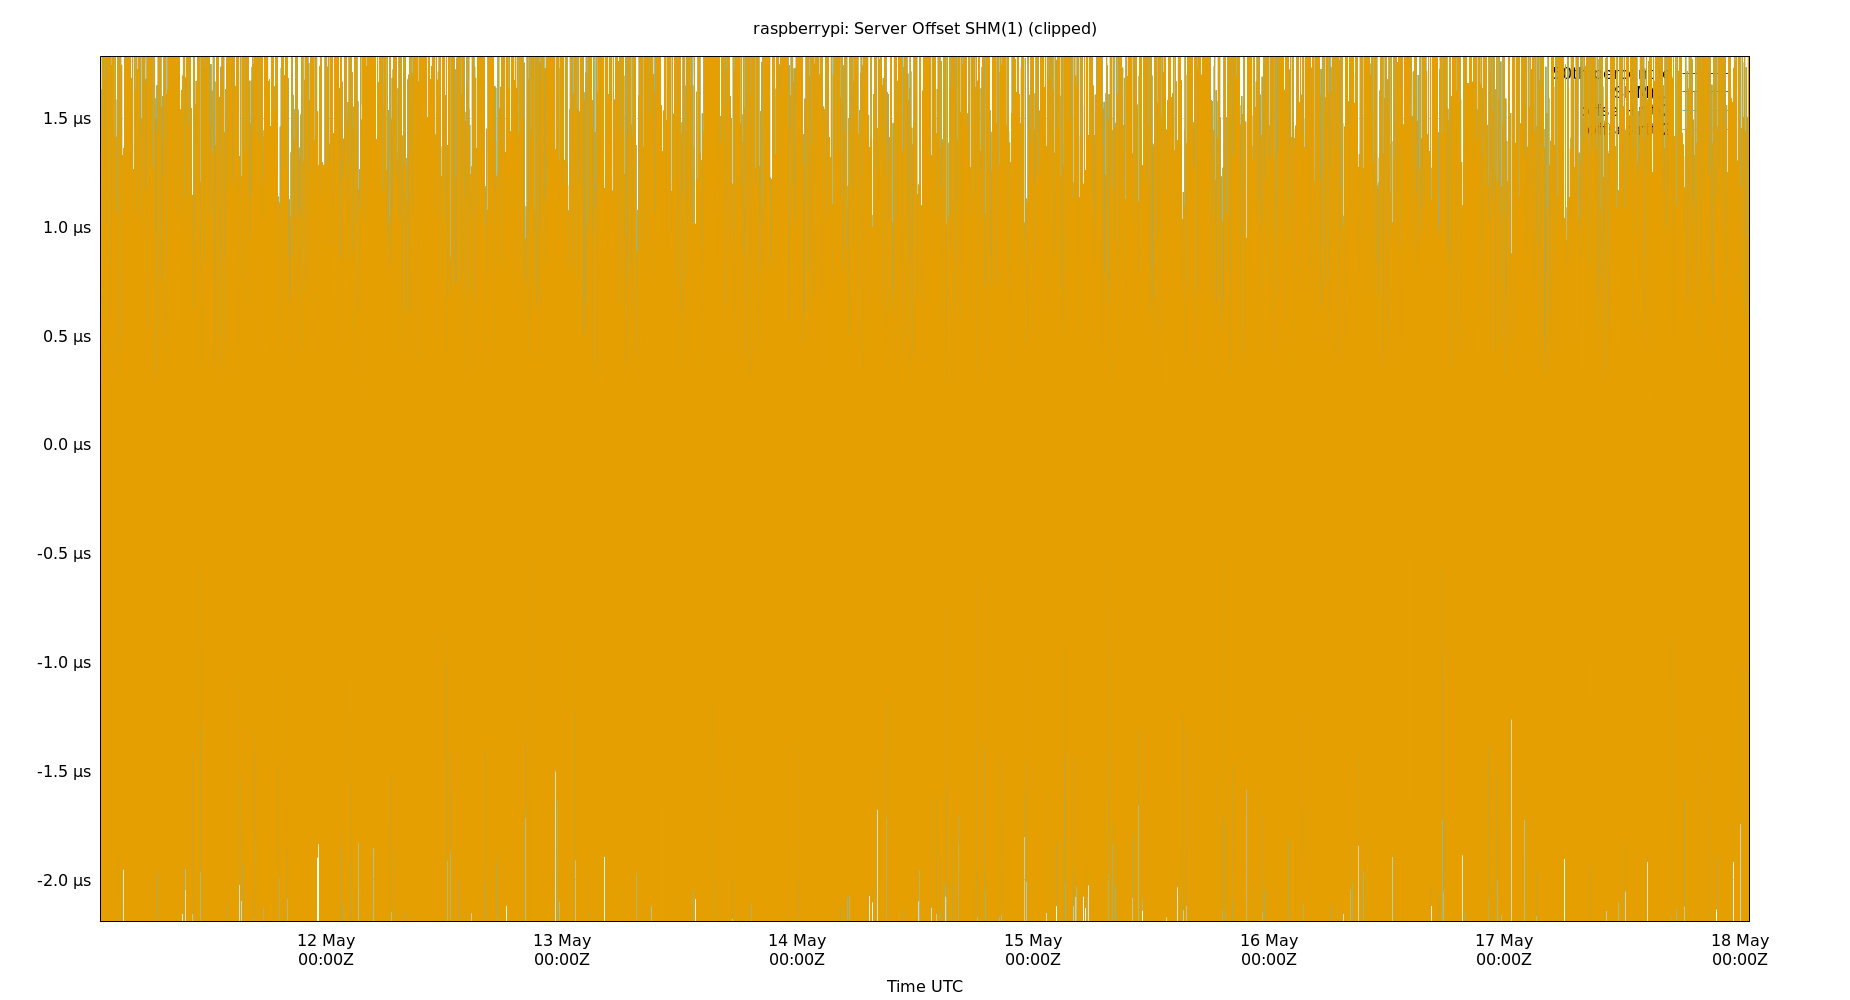 raspberrypi: Server Offset SHM(1) (clipped)
1.5 µs
1.0 µs
0.5 µs
0.0 µs
-0.5 µs
-1.0 µs
-1.5 µs
-2.0 µs
12 May
00:00Z
13 May
00:00Z
14 May
00:00Z
15 May
00:00Z
16 May
00:00Z
17 May
00:00Z
18 May
00:00Z
Time UTC